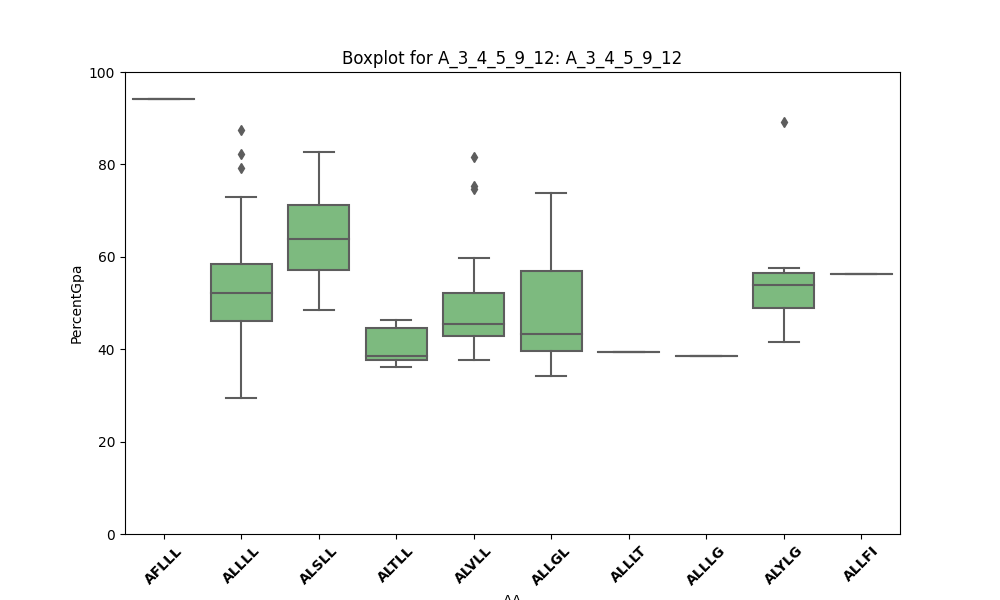 Boxplot for A_3_4_5_9_12: A_3_4_5_9_12
100
80
60
40
20
0
PercentGpa
AFLLL ALLLL ALSLL ALTLL ALVLL ALLGL ALLLT ALLLG ALYLG ALLFI
AA